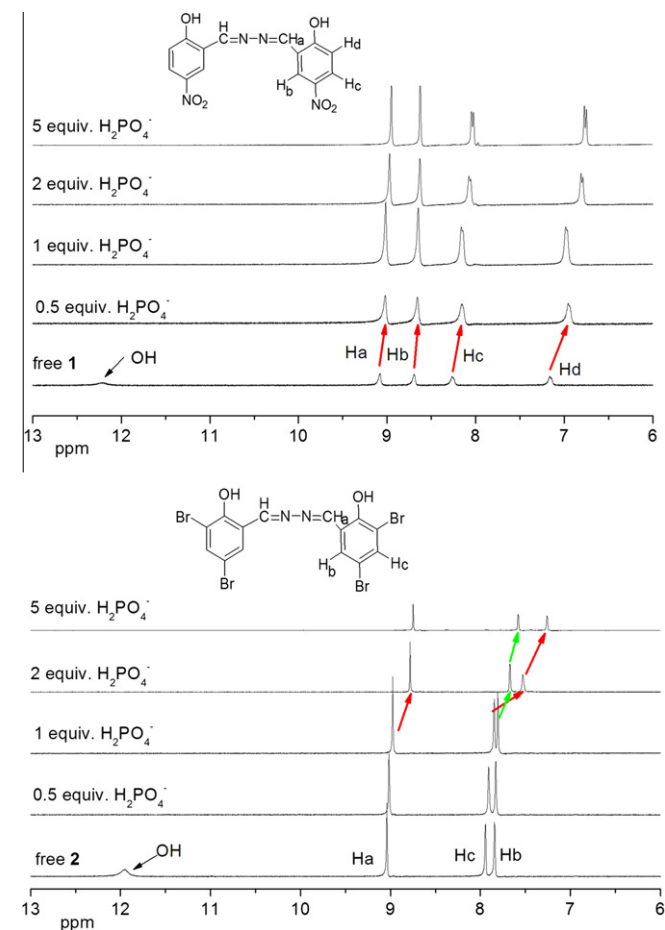 OH
OH
H
C=N-N=CHa
Hd
Hb
Hc
NO₂
NO₂
5 equiv. H₂PO₄⁻
2 equiv. H₂PO₄⁻
1 equiv. H₂PO₄⁻
0.5 equiv. H₂PO₄⁻
free 1
OH
Ha
Hb
Hc
Hd
13 12 11 10 9 8 7 6
ppm
OH
OH
Br
H
C=N-N=CHa
Br
Hb
Hc
Br
Br
5 equiv. H₂PO₄⁻
2 equiv. H₂PO₄⁻
1 equiv. H₂PO₄⁻
0.5 equiv. H₂PO₄⁻
free 2
OH
Ha
Hc
Hb
13 12 11 10 9 8 7 6
ppm